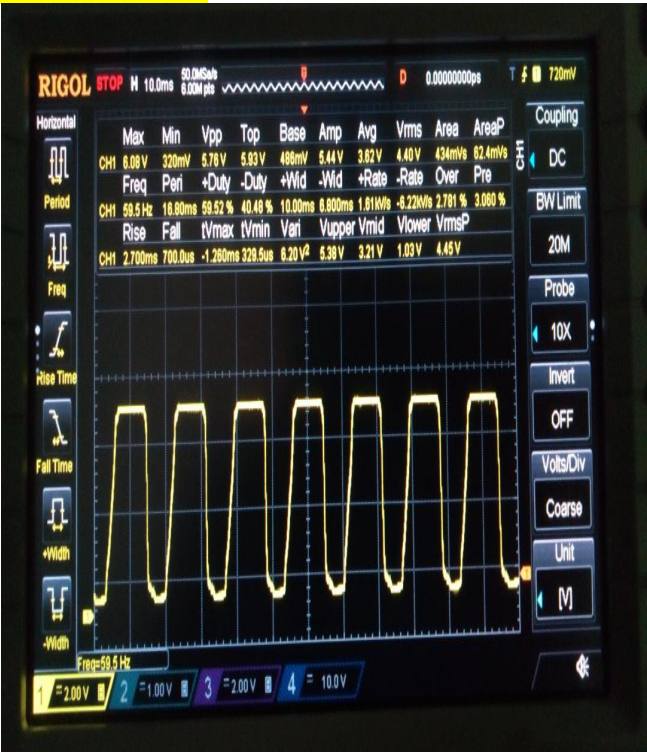 RIGOL STOP H 10.0ms 50.0MSa/s 6.00M pts D 0.00000000ps T 1 720mV
Horizontal
Period
Freq
Rise Time
Fall Time
+Width
-Width
Max Min Vpp Top Base Amp Avg Vrms Area AreaP
CH1 6.08 V 320mV 5.76 V 5.93 V 486mV 5.44 V 3.62 V 4.40 V 434mVs 62.4mVs
Freq Peri +Duty -Duty +Wid -Wid +Rate -Rate Over Pre
CH1 59.5 Hz 16.80ms 59.52 % 40.48 % 10.00ms 6.800ms 1.61kV/s -6.22kV/s 2.781 % 3.060 %
Rise Fall tVmax tVmin Vari Vupper Vmid Vlower VrmsP
CH1 2.700ms 700.0us -1.260ms 329.5us 6.20 V² 5.38 V 3.21 V 1.03 V 4.45 V
CH1
Coupling
DC
BW Limit
20M
Probe
10X
Invert
OFF
Volts/Div
Coarse
Unit
[V]
Freq=59.5 Hz
1 = 2.00 V B 2 = 1.00 V B 3 = 2.00 V B 4 = 10.0 V